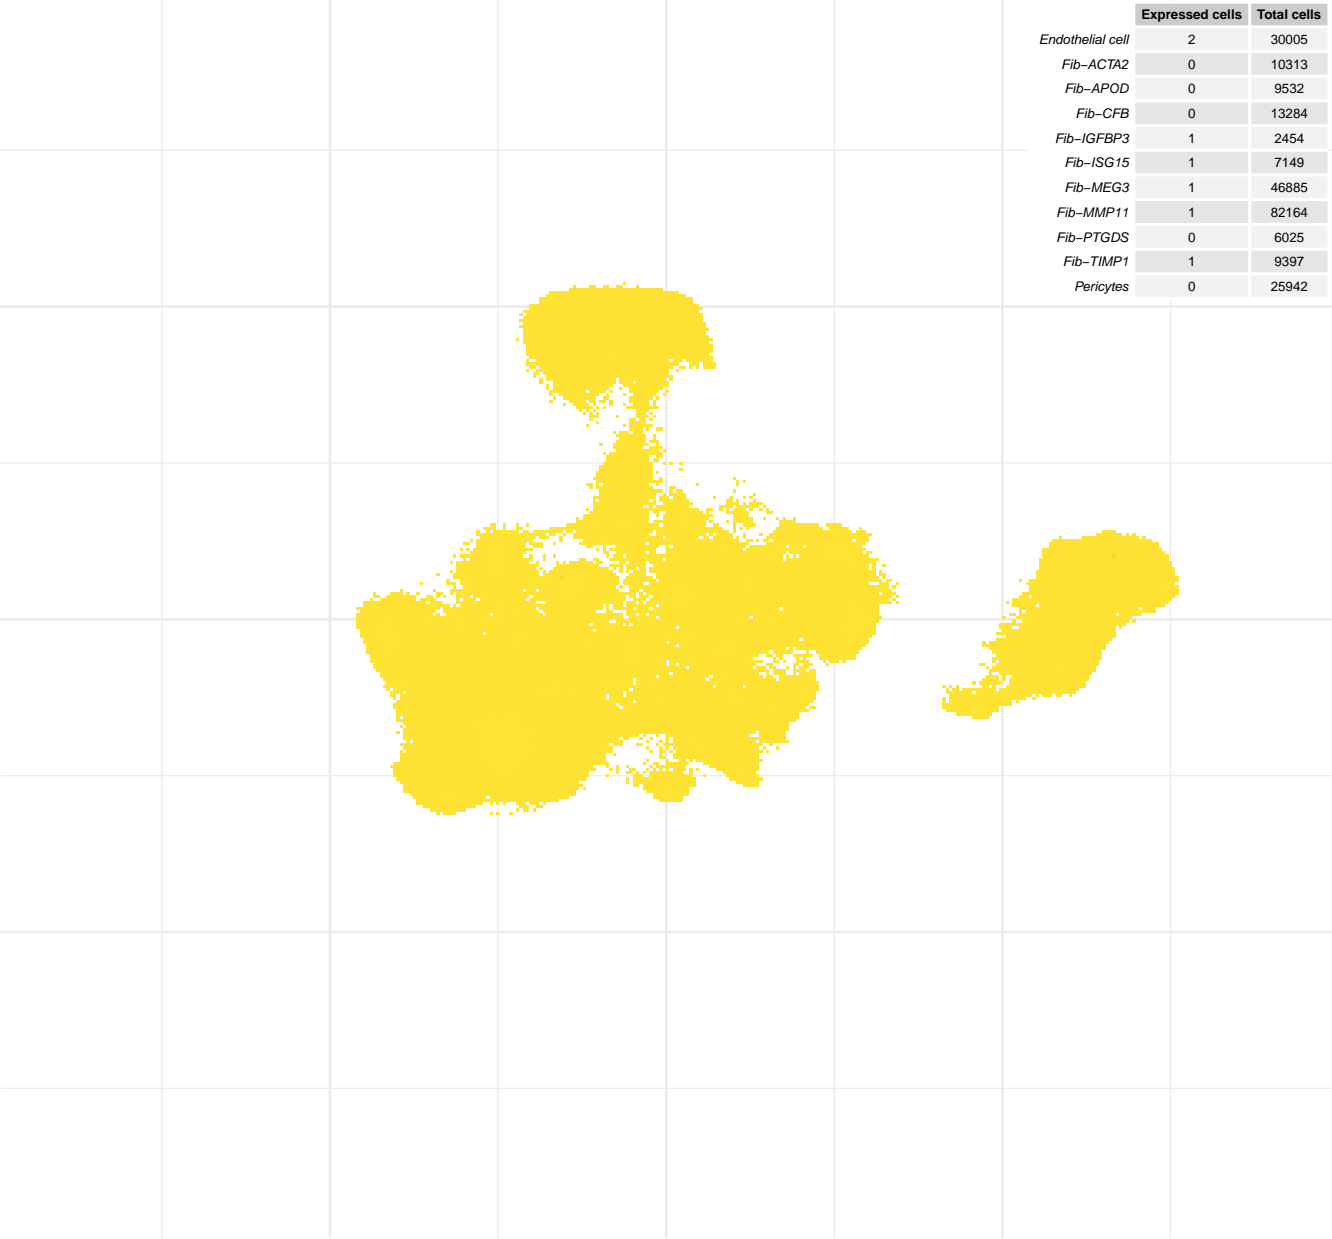 Expressed cells Total cells
Endothelial cell 2 30005
Fib−ACTA2 0 10313
Fib−APOD 0 9532
Fib−CFB 0 13284
Fib−IGFBP3 1 2454
Fib−ISG15 1 7149
Fib−MEG3 1 46885
Fib−MMP11 1 82164
Fib−PTGDS 0 6025
Fib−TIMP1 1 9397
Pericytes 0 25942